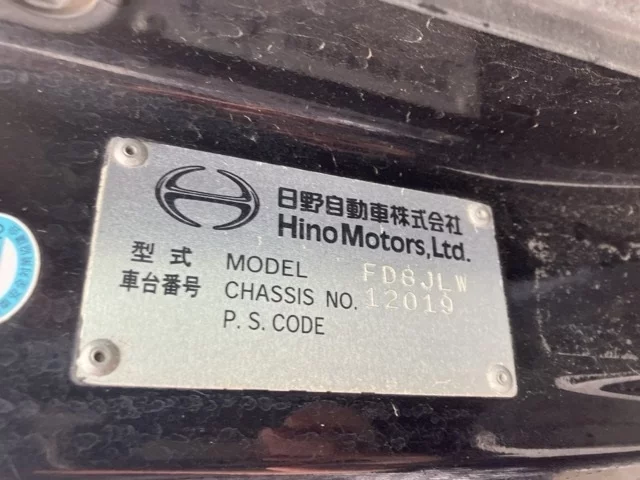 日野自動車株式会社
Hino Motors, Ltd.
型式 MODEL FD8JLW
車台番号 CHASSIS NO. 12019
P. S. CODE